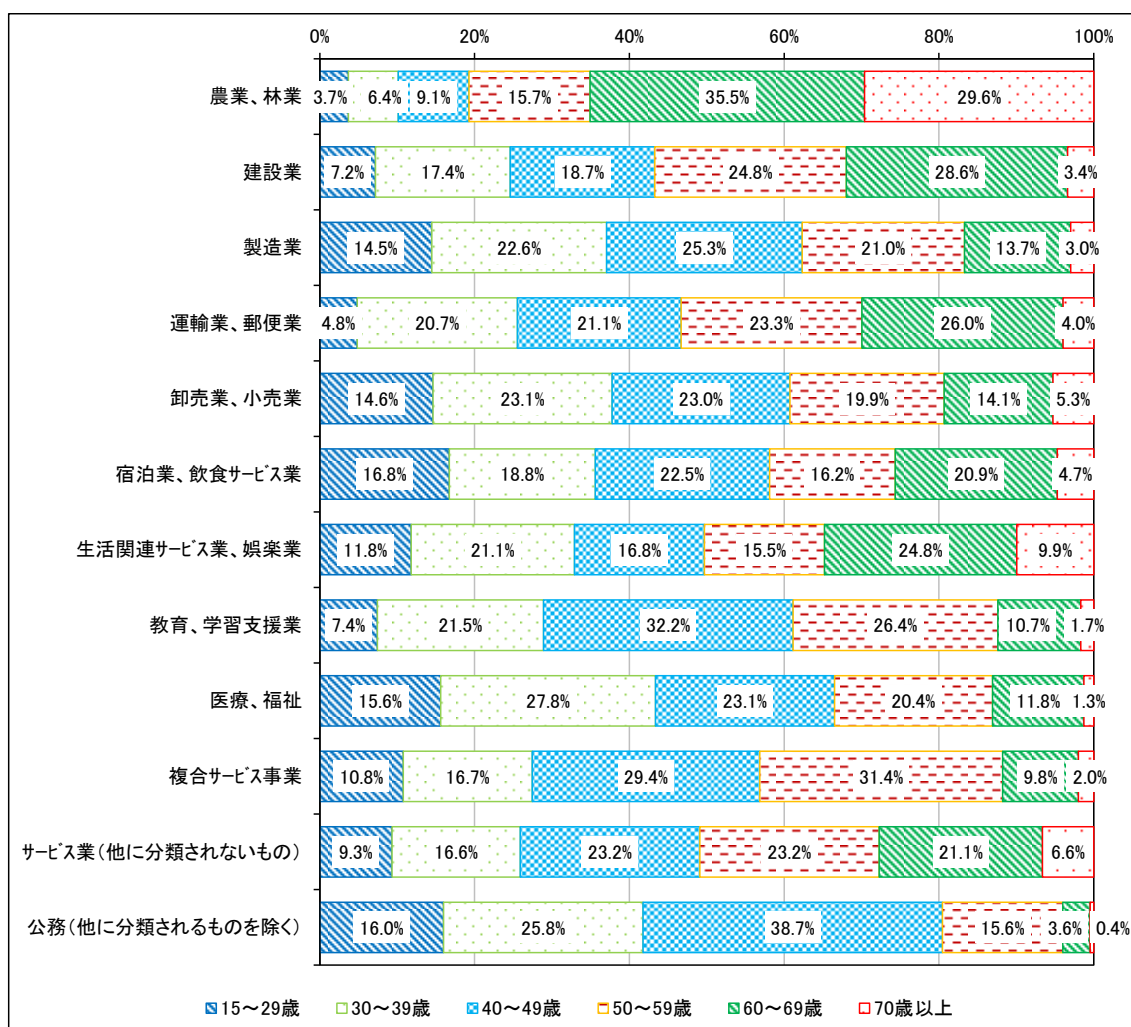 0% 20% 40% 60% 80% 100%
農業、林業 3.7% 6.4% 9.1% 15.7% 35.5% 29.6%
建設業 7.2% 17.4% 18.7% 24.8% 28.6% 3.4%
製造業 14.5% 22.6% 25.3% 21.0% 13.7% 3.0%
運輸業、郵便業 4.8% 20.7% 21.1% 23.3% 26.0% 4.0%
卸売業、小売業 14.6% 23.1% 23.0% 19.9% 14.1% 5.3%
宿泊業、飲食サービス業 16.8% 18.8% 22.5% 16.2% 20.9% 4.7%
生活関連サービス業、娯楽業 11.8% 21.1% 16.8% 15.5% 24.8% 9.9%
教育、学習支援業 7.4% 21.5% 32.2% 26.4% 10.7% 1.7%
医療、福祉 15.6% 27.8% 23.1% 20.4% 11.8% 1.3%
複合サービス事業 10.8% 16.7% 29.4% 31.4% 9.8% 2.0%
サービス業(他に分類されないもの) 9.3% 16.6% 23.2% 23.2% 21.1% 6.6%
公務(他に分類されるものを除く) 16.0% 25.8% 38.7% 15.6% 3.6% 0.4%
15~29歳 30~39歳 40~49歳 50~59歳 60~69歳 70歳以上